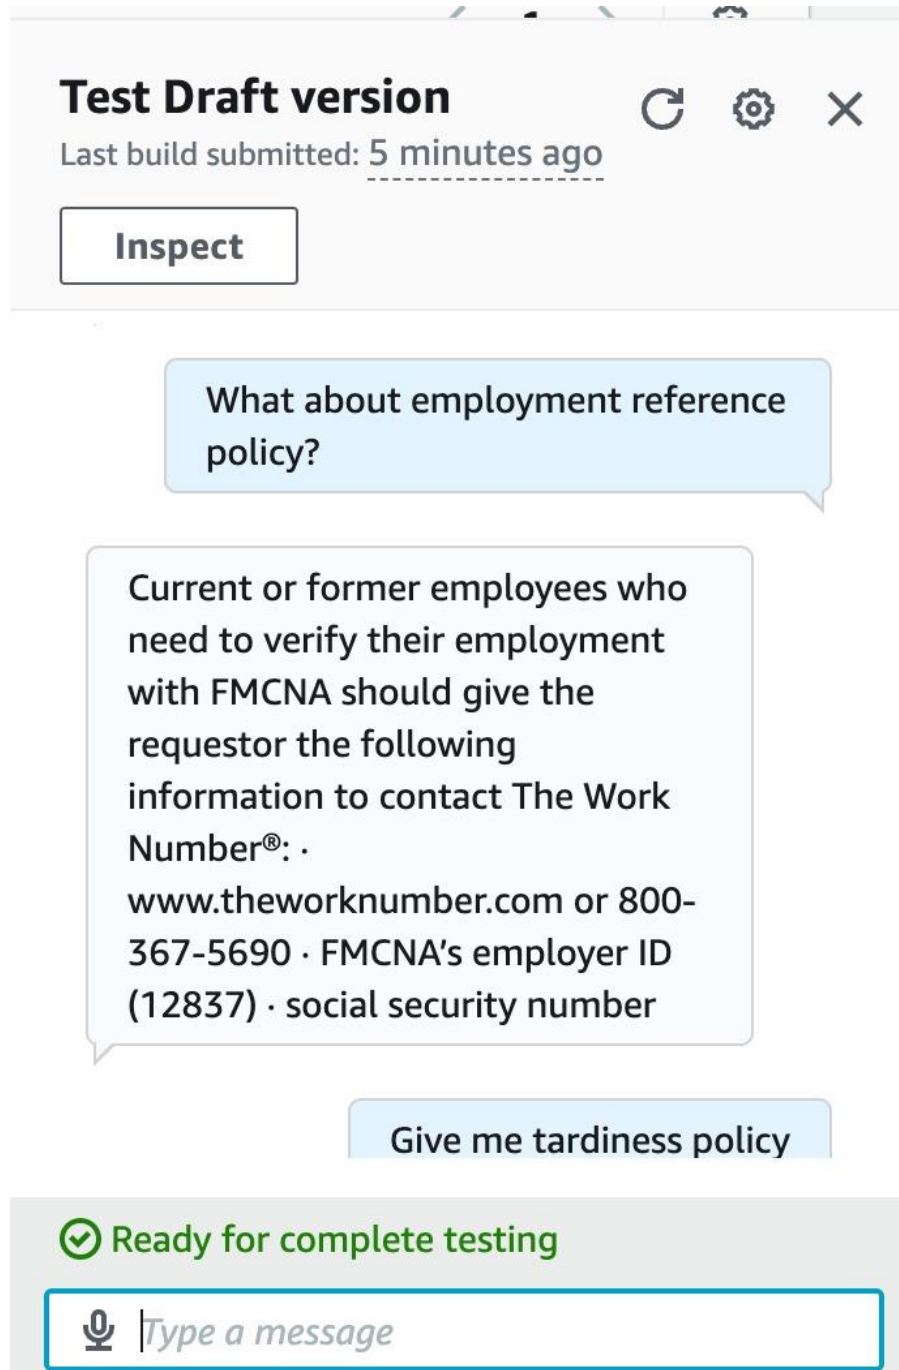 Test Draft version
Last build submitted: 5 minutes ago
Inspect
What about employment reference
policy?
Current or former employees who
need to verify their employment
with FMCNA should give the
requestor the following
information to contact The Work
Number®: ·
www.theworknumber.com or 800-
367-5690 · FMCNA’s employer ID
(12837) · social security number
Give me tardiness policy
Ready for complete testing
Type a message